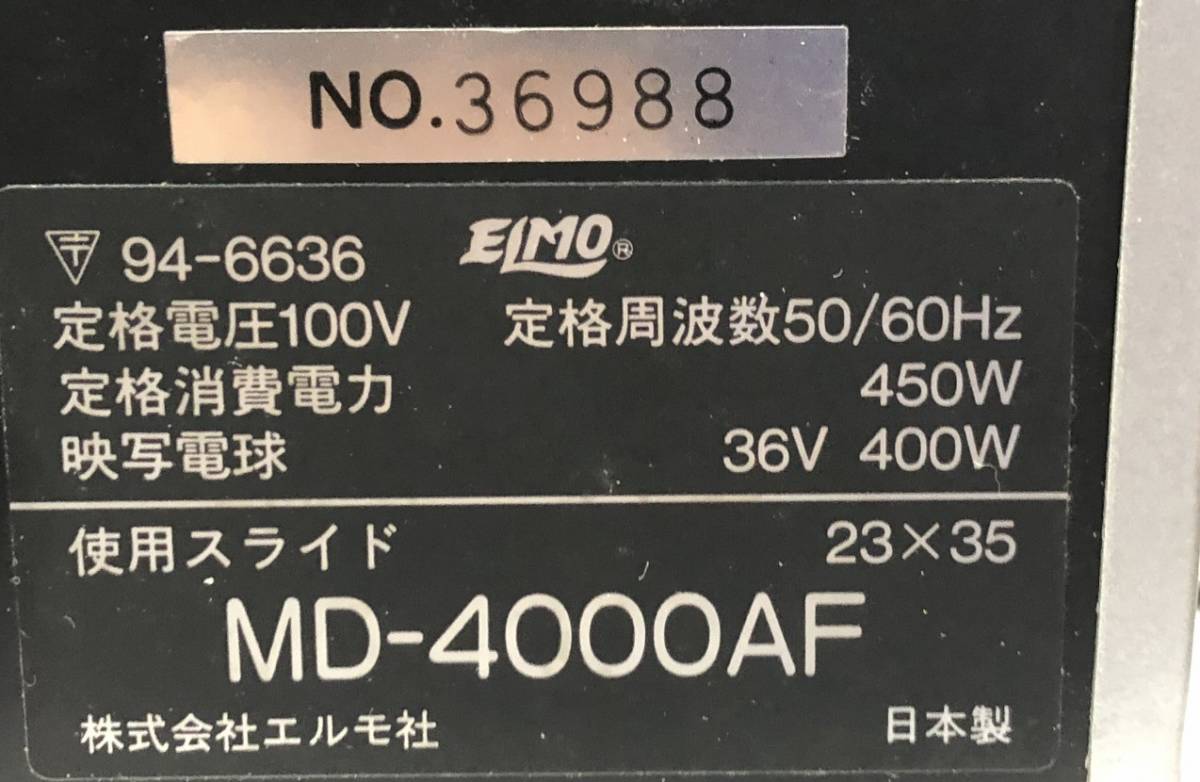 NO.36988
94-6636 ELMO®
定格電圧100V 定格周波数50/60Hz
定格消費電力 450W
映写電球 36V 400W
使用スライド 23×35
MD-4000AF
株式会社エルモ社 日本製